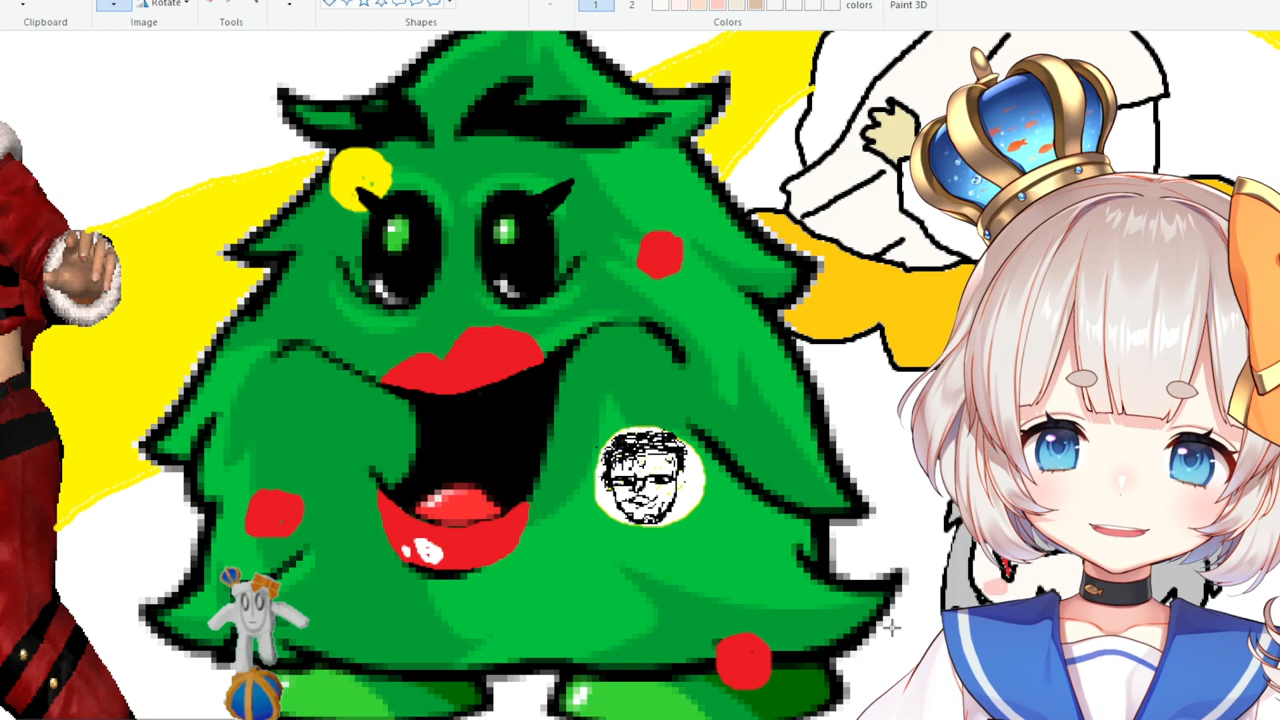 Rotate
Clipboard
Image
Tools
Shapes
1
2
Colors
colors
Paint 3D